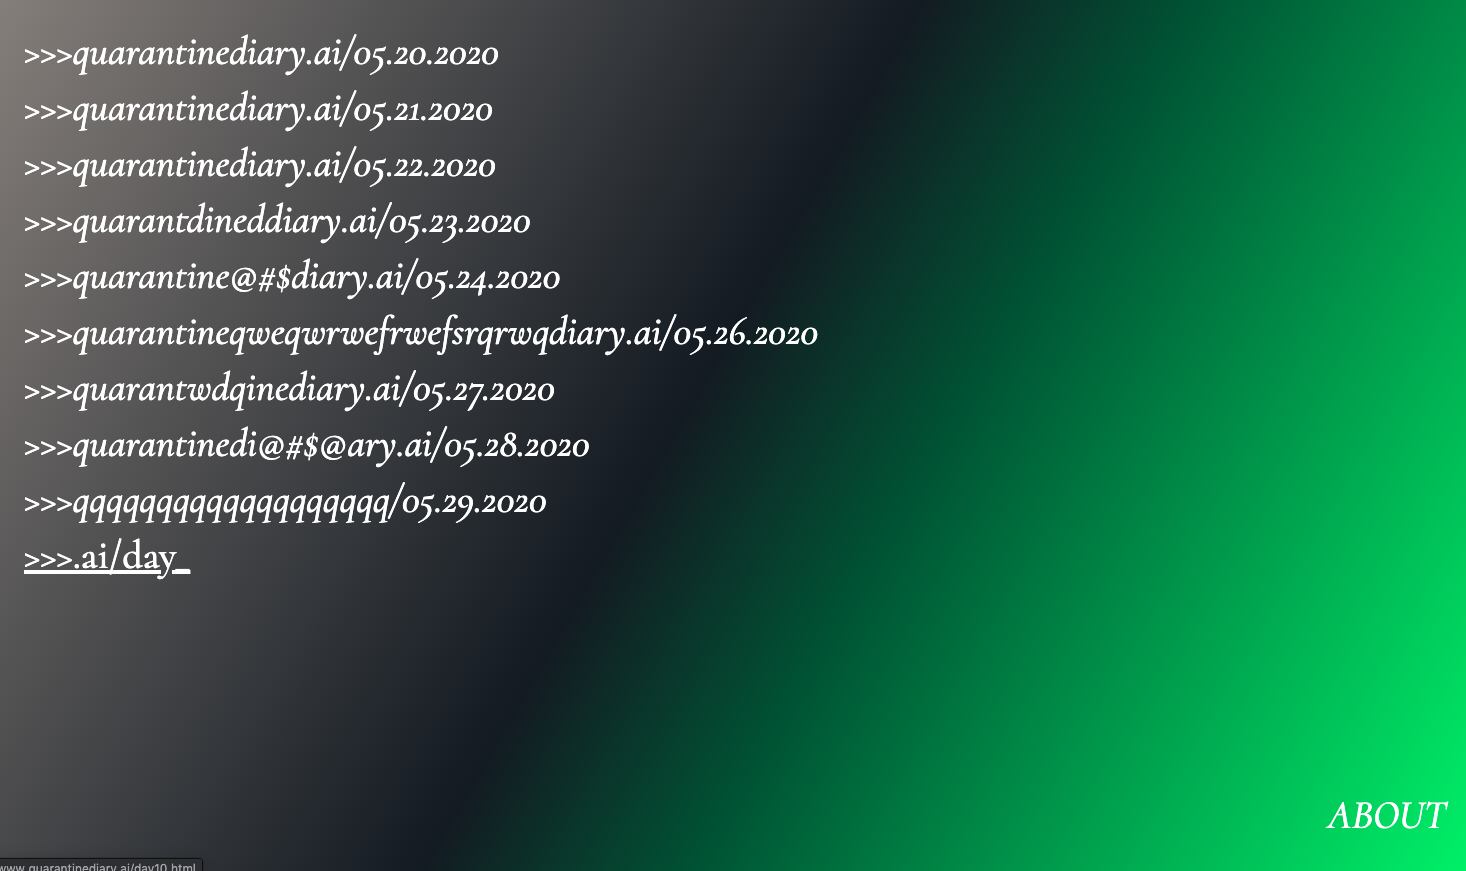 >>>quarantinediary.ai/05.20.2020
>>>quarantinediary.ai/05.21.2020
>>>quarantinediary.ai/05.22.2020
>>>quarantdineddiary.ai/05.23.2020
>>>quarantine@#$diary.ai/05.24.2020
>>>quarantineqweqwrwefrwefsrqrwqdiary.ai/05.26.2020
>>>quarantwdqinediary.ai/05.27.2020
>>>quarantinedi@#$@ary.ai/05.28.2020
>>>qqqqqqqqqqqqqqqqqqq/05.29.2020
>>>.ai/day_
ABOUT
www.quarantinediary.ai/day10.html